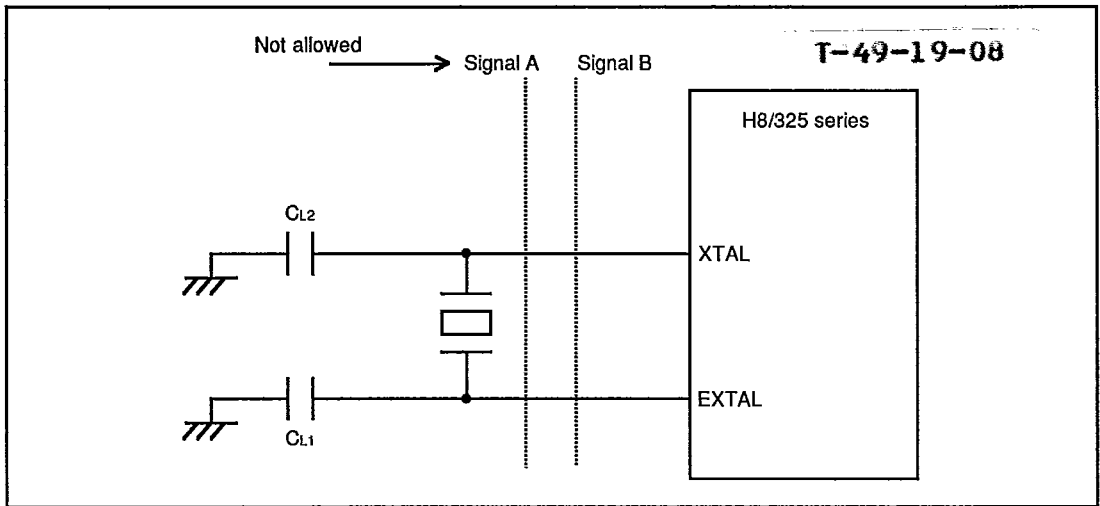 Not allowed
T-49-19-08
Signal A
Signal B
H8/325 series
CL2
XTAL
EXTAL
CL1